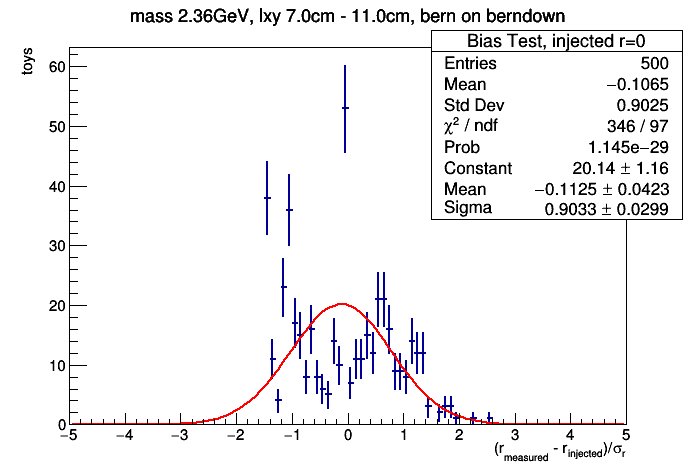 mass 2.36GeV, lxy 7.0cm - 11.0cm, bern on berndown
Bias Test, injected r=0
Entries 500
Mean −0.1065
Std Dev 0.9025
χ² / ndf 346 / 97
Prob 1.145e−29
Constant 20.14 ± 1.16
Mean −0.1125 ± 0.0423
Sigma 0.9033 ± 0.0299
toys
60
50
40
30
20
10
0
−5 −4 −3 −2 −1 0 1 2 3 4 5
(r_measured - r_injected)/σ_r